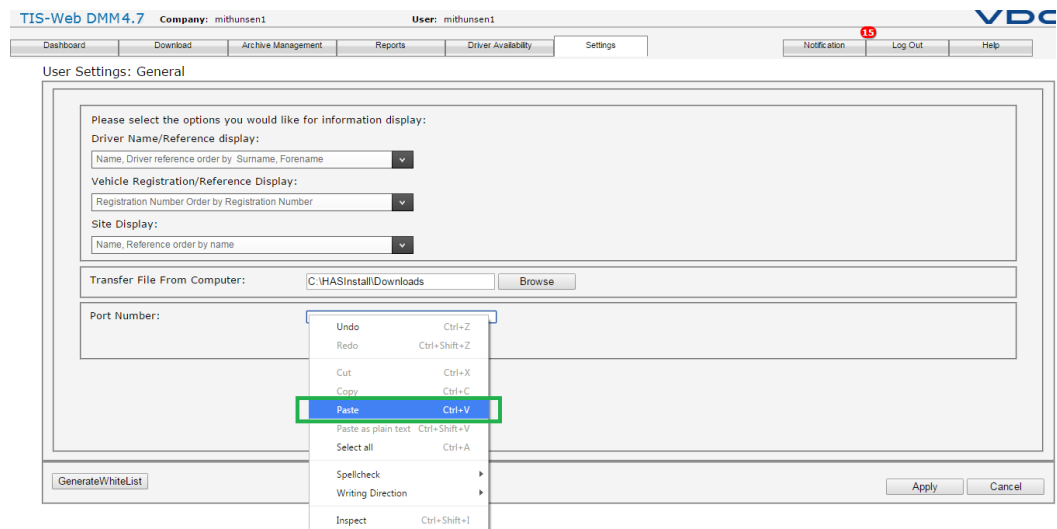 TIS-Web DMM4.7 Company: mithunsen1 User: mithunsen1 VDO
15
Dashboard Download Archive Management Reports Driver Availability Settings Notification Log Out Help
User Settings: General
Please select the options you would like for information display:
Driver Name/Reference display:
Name, Driver reference order by Surname, Forename
Vehicle Registration/Reference Display:
Registration Number Order by Registration Number
Site Display:
Name, Reference order by name
Transfer File From Computer: C:\HASInstall\Downloads Browse
Port Number:
Undo Ctrl+Z
Redo Ctrl+Shift+Z
Cut Ctrl+X
Copy Ctrl+C
Paste Ctrl+V
Paste as plain text Ctrl+Shift+V
Select all Ctrl+A
Spellcheck
Writing Direction
Inspect Ctrl+Shift+I
GenerateWhiteList Apply Cancel